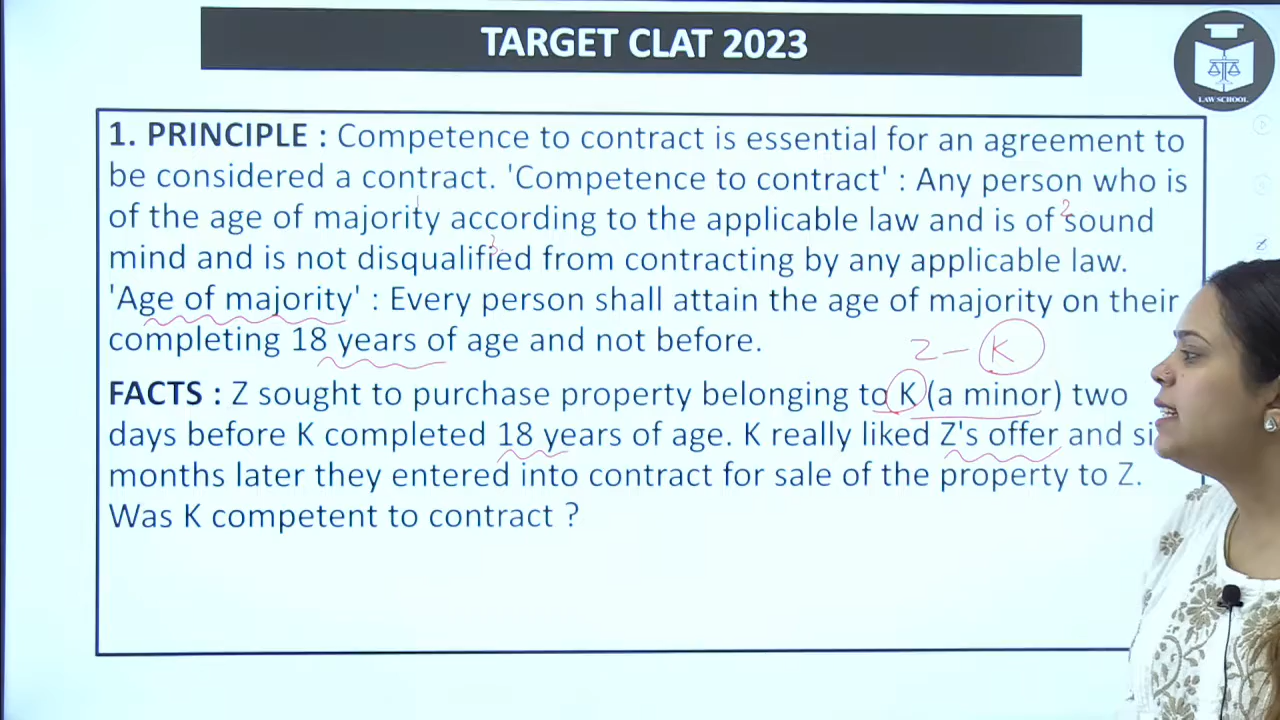 TARGET CLAT 2023
LAW SCHOOL
1. PRINCIPLE : Competence to contract is essential for an agreement to
be considered a contract. 'Competence to contract' : Any person who is
of the age of majority according to the applicable law and is of sound
mind and is not disqualified from contracting by any applicable law.
'Age of majority' : Every person shall attain the age of majority on their
completing 18 years of age and not before.
Z - K
FACTS : Z sought to purchase property belonging to K (a minor) two
days before K completed 18 years of age. K really liked Z's offer and
months later they entered into contract for sale of the property to Z.
Was K competent to contract ?